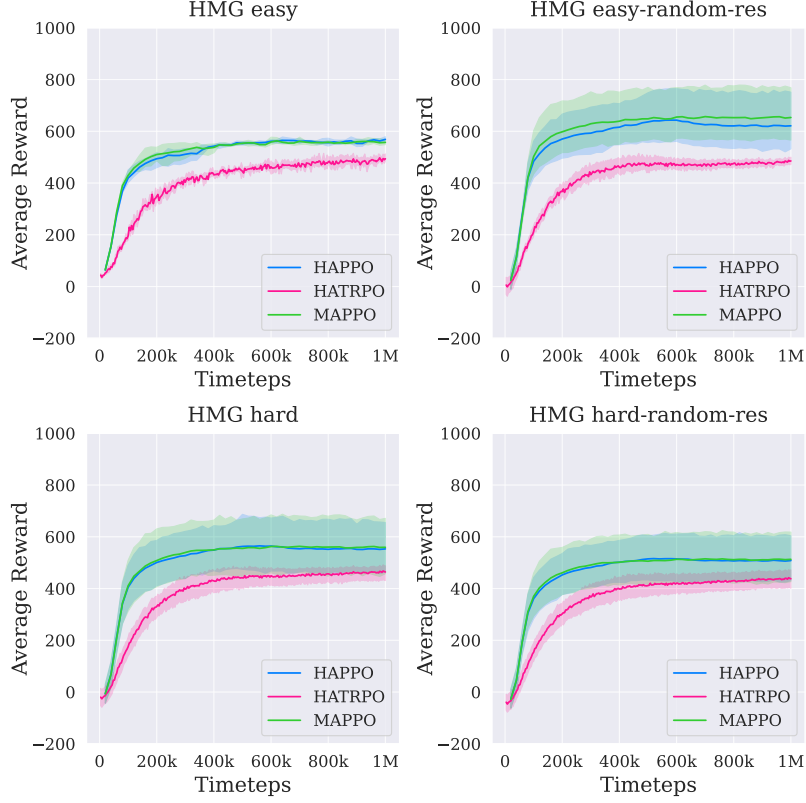 HMG easy
1000
800
600
400
200
0
−200
Average Reward
0
200k
400k
600k
800k
1M
Timeteps
HAPPO
HATRPO
MAPPO
HMG easy-random-res
1000
800
600
400
200
0
−200
Average Reward
0
200k
400k
600k
800k
1M
Timeteps
HAPPO
HATRPO
MAPPO
HMG hard
1000
800
600
400
200
0
−200
Average Reward
0
200k
400k
600k
800k
1M
Timeteps
HAPPO
HATRPO
MAPPO
HMG hard-random-res
1000
800
600
400
200
0
−200
Average Reward
0
200k
400k
600k
800k
1M
Timeteps
HAPPO
HATRPO
MAPPO